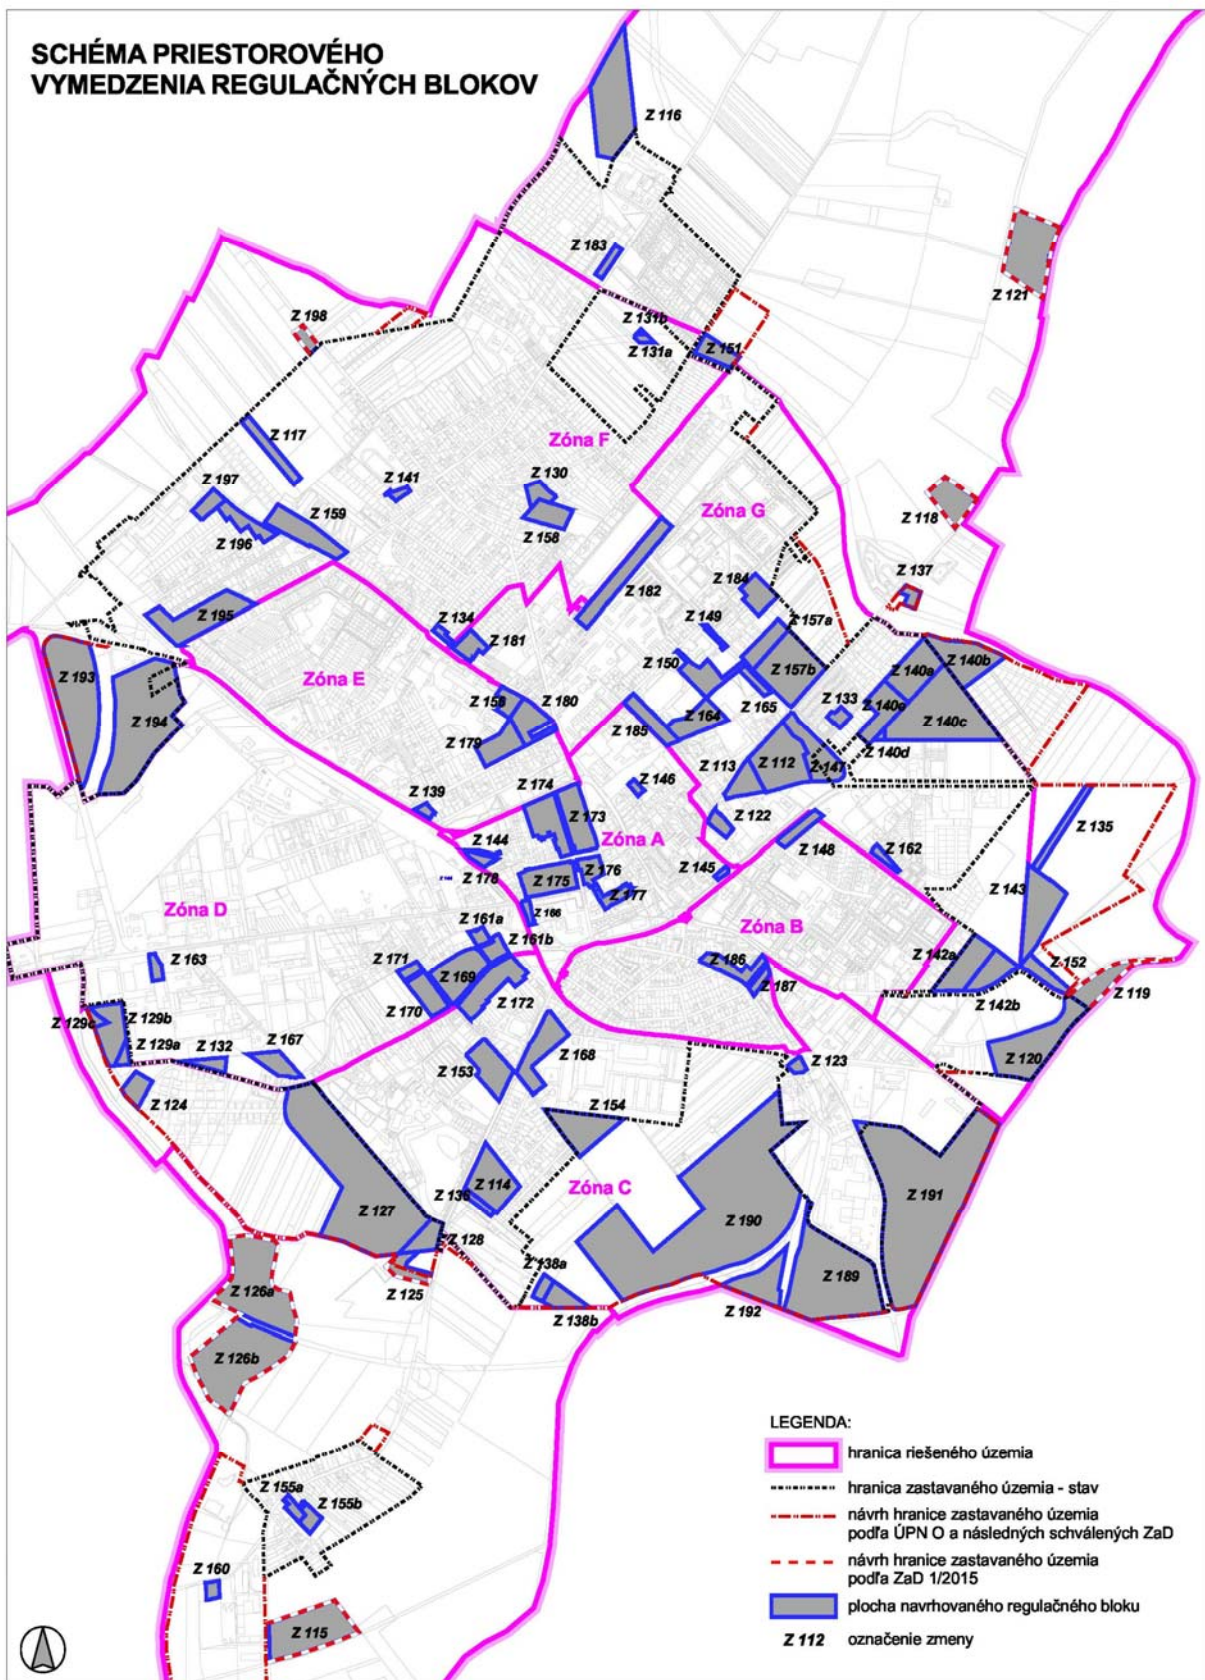 SCHÉMA PRIESTOROVÉHO
VYMEDZENIA REGULAČNÝCH BLOKOV
Z 116
Z 183
Z 121
Z 198
Z 131b
Z 131a
Z 151
Z 117
Zóna F
Z 141
Z 130
Z 197
Z 159
Zóna G
Z 118
Z 196
Z 158
Z 137
Z 184
Z 182
Z 195
Z 134
Z 149
Z 157a
Z 181
Z 140b
Z 150
Z 157b
Z 140a
Z 193
Zóna E
Z 156
Z 133
Z 140e
Z 194
Z 180
Z 164
Z 165
Z 140c
Z 185
Z 179
Z 140d
Z 113
Z 112
Z 147
Z 174
Z 146
Z 139
Z 135
Z 173
Z 122
Zóna A
Z 144
Z 148
Z 162
Z 178
Z 175
Z 176
Z 145
Z 143
Z 177
Zóna D
Z 166
Z 161a
Zóna B
Z 161b
Z 163
Z 171
Z 169
Z 186
Z 142a
Z 152
Z 187
Z 119
Z 172
Z 170
Z 142b
Z 129c
Z 129b
Z 129a
Z 167
Z 132
Z 168
Z 120
Z 153
Z 123
Z 124
Z 154
Z 114
Zóna C
Z 136
Z 191
Z 127
Z 190
Z 128
Z 138a
Z 189
Z 126a
Z 125
Z 192
Z 138b
Z 126b
LEGENDA:
hranica riešeného územia
hranica zastavaného územia - stav
návrh hranice zastavaného územia
podľa ÚPN O a následných schválených ZaD
návrh hranice zastavaného územia
podľa ZaD 1/2015
plocha navrhovaného regulačného bloku
Z 112 označenie zmeny
Z 155a
Z 155b
Z 160
Z 115